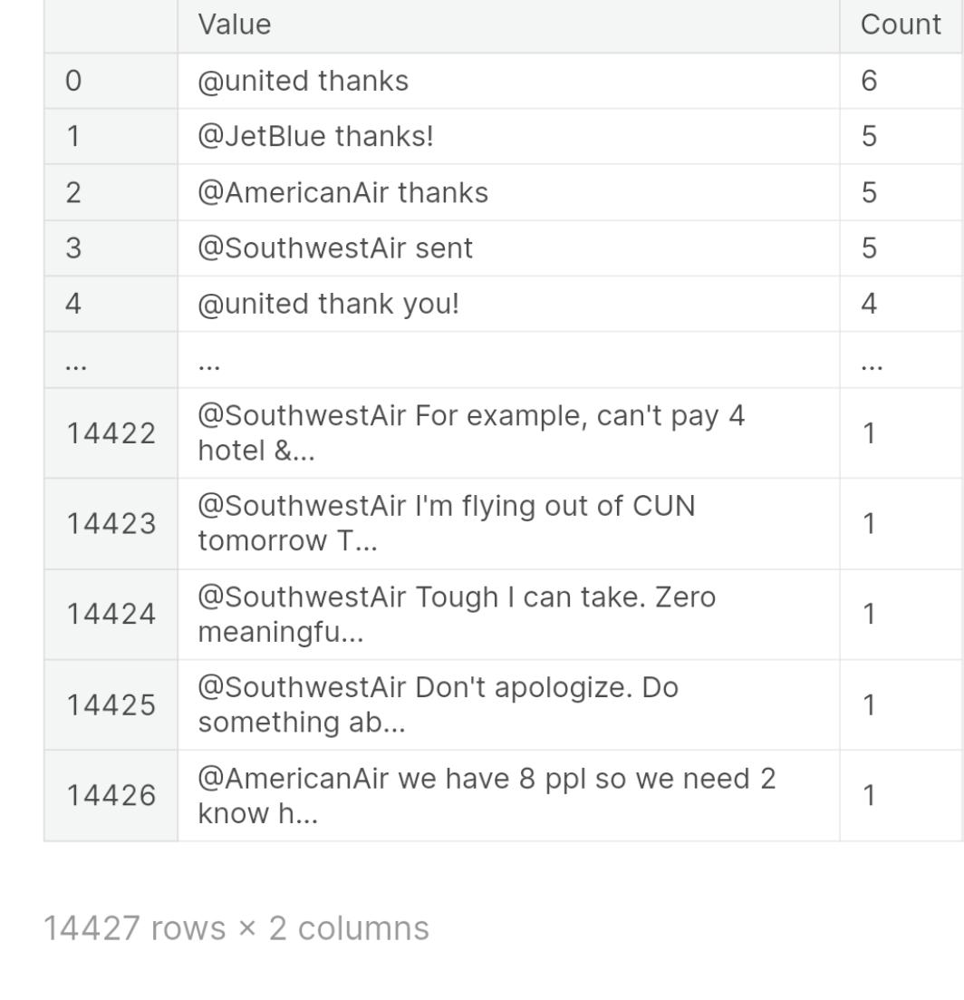 Value Count
0 @united thanks 6
1 @JetBlue thanks! 5
2 @AmericanAir thanks 5
3 @SouthwestAir sent 5
4 @united thank you! 4
... ... ...
14422 @SouthwestAir For example, can't pay 4 1
hotel &...
14423 @SouthwestAir I'm flying out of CUN 1
tomorrow T...
14424 @SouthwestAir Tough I can take. Zero 1
meaningfu...
14425 @SouthwestAir Don't apologize. Do 1
something ab...
14426 @AmericanAir we have 8 ppl so we need 2 1
know h...
14427 rows × 2 columns